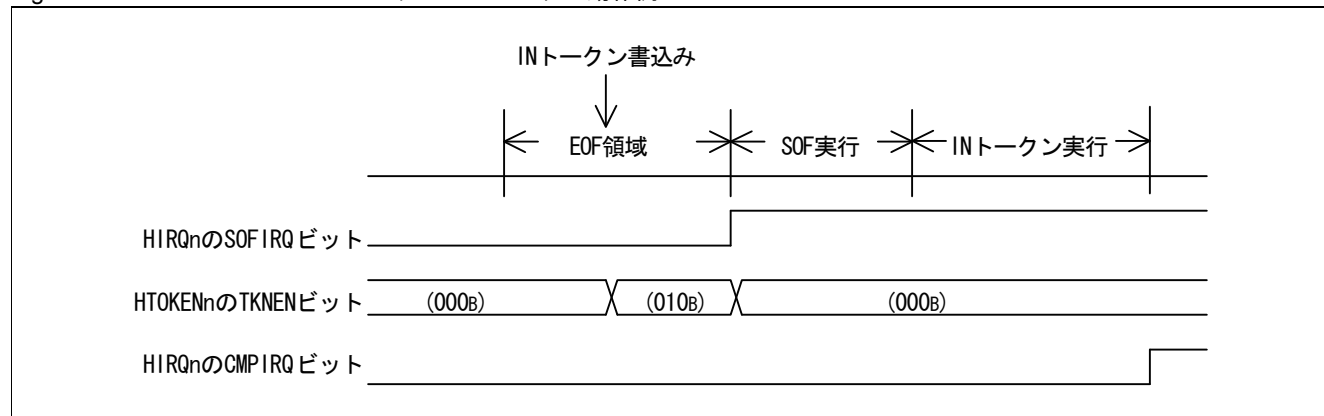 INトークン書込み
EOF領域 SOF実行 INトークン実行
HIRQnのSOFIRQビット
HTOKENnのTKNENビット (000B) (010B) (000B)
HIRQnのCMPIRQビット